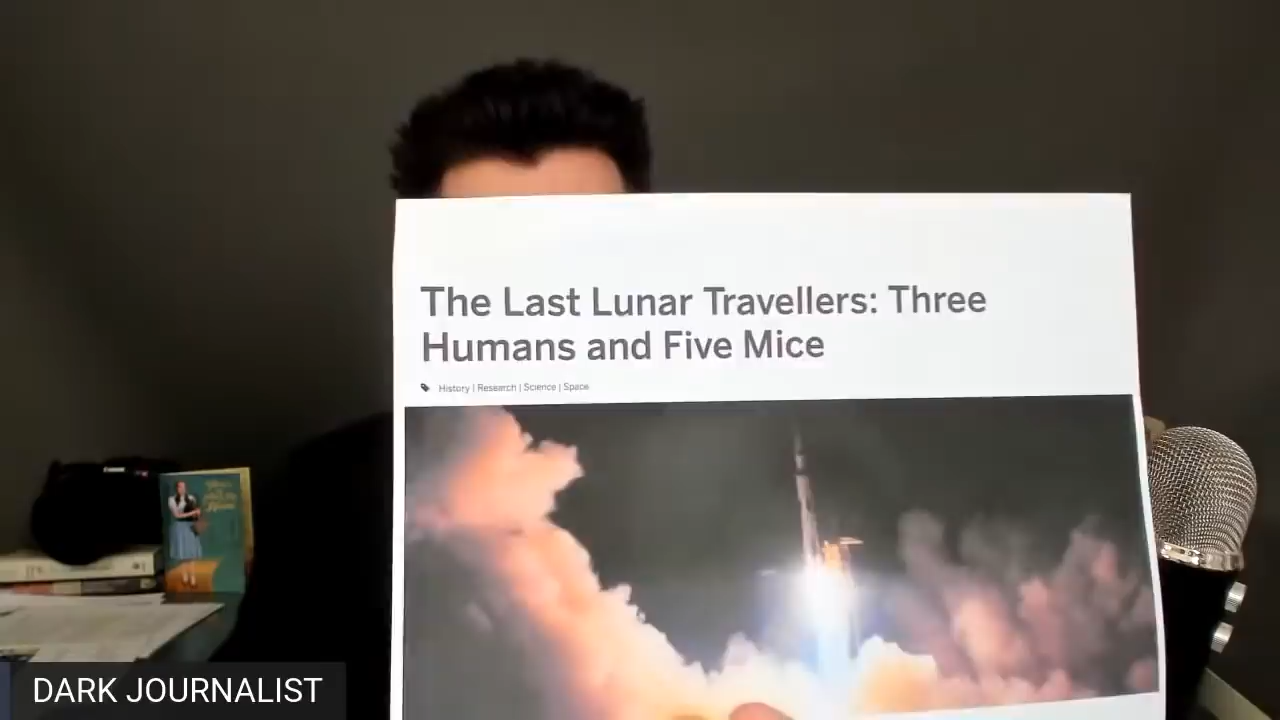 The Last Lunar Travellers: Three
Humans and Five Mice
History | Research | Science | Space
DARK JOURNALIST